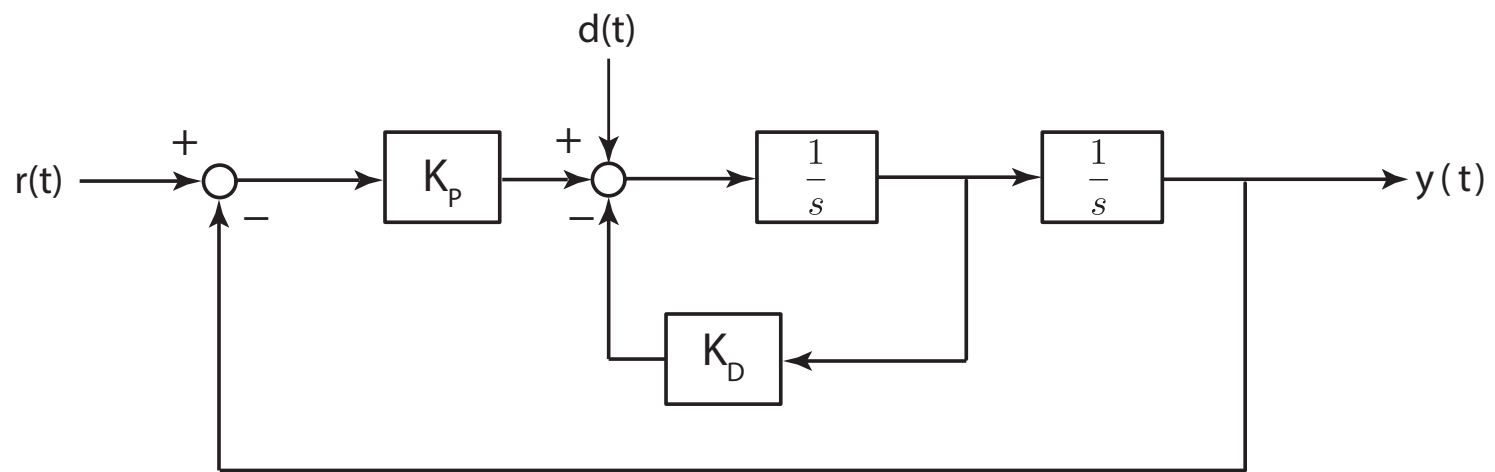 d(t)
+
r(t)
−
K_P
+
−
1/s
1/s
y(t)
K_D